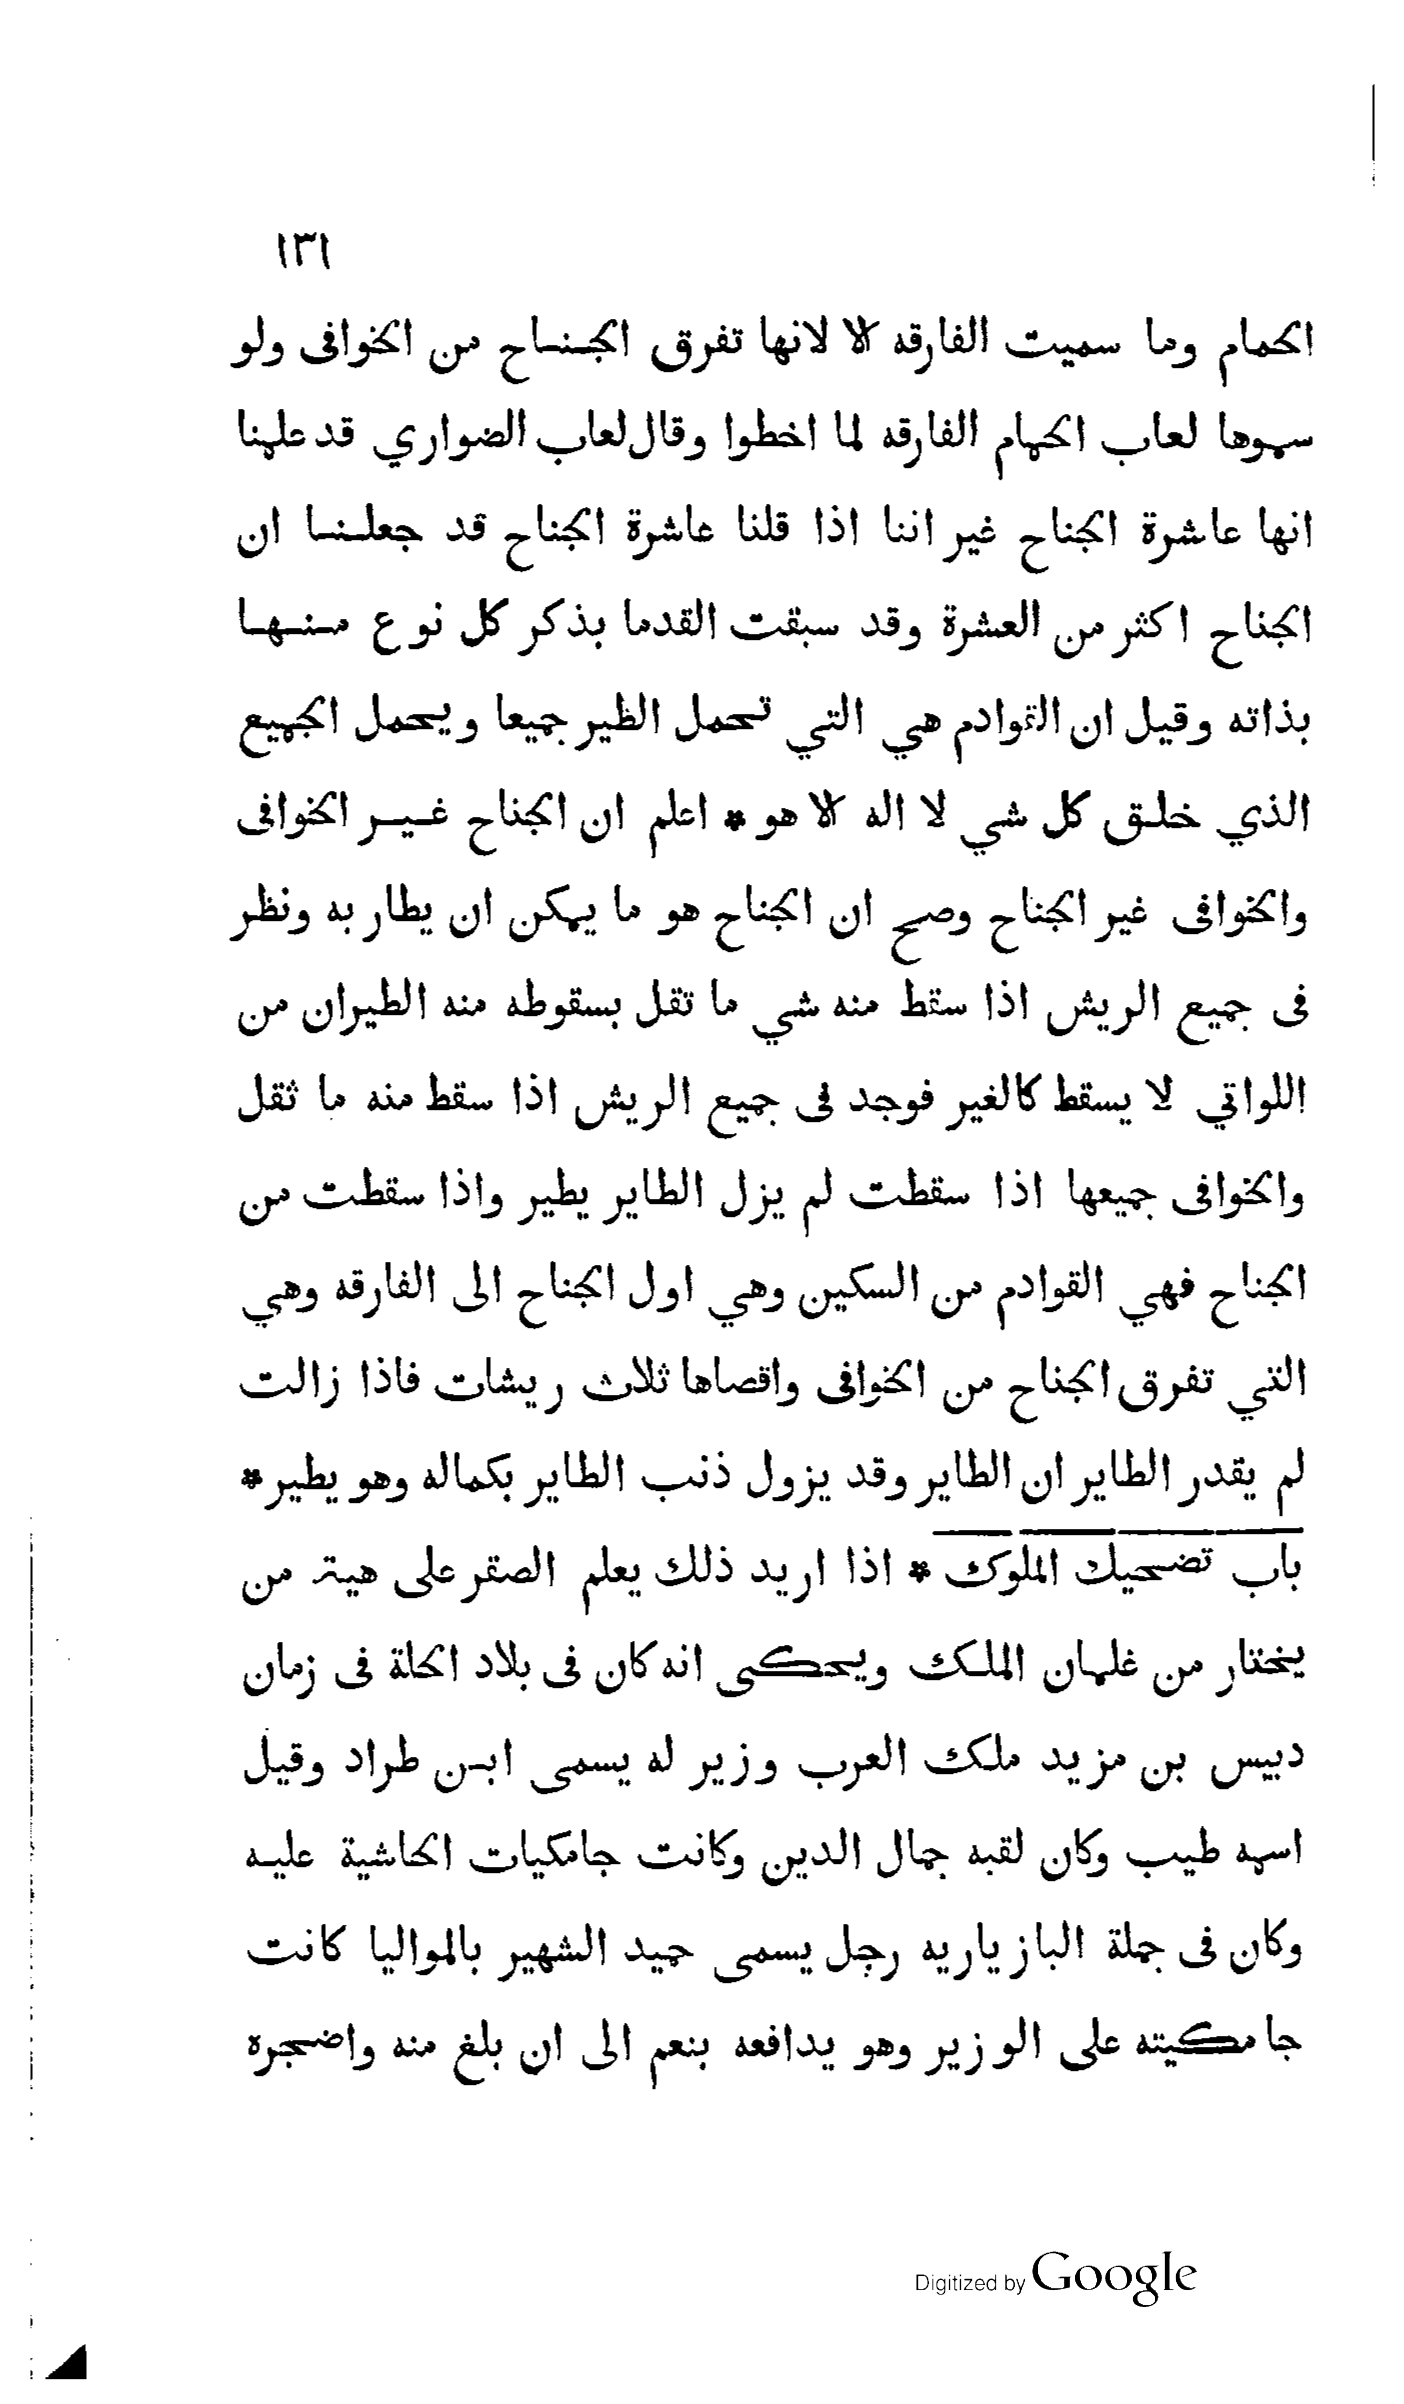 ١٣١
الحمام وما سميت الفارقه الا لانها تفرق الجناح من الخوافى ولو
سموها لعاب الحمام الفارقه لما اخطوا وقال لعاب الضواري قد علمنا
انها عاشرة الجناح غير اننا اذا قلنا عاشرة الجناح قد جعلنا ان
الجناح اكثر من العشرة وقد سبقت القدما بذكر كل نوع منها
بذاته وقيل ان القوادم هي التي تحمل الظير جميعا ويحمل الجميع
الذي خلق كل شي لا اله الا هو * اعلم ان الجناح غير الخوافى
والخوافى غير الجناح وصح ان الجناح هو ما يمكن ان يطار به ونظر
فى جميع الريش اذا سقط منه شي ما تقل بسقوطه منه الطيران من
اللواتي لا يسقط كالغير فوجد فى جميع الريش اذا سقط منه ما ثقل
والخوافى جميعها اذا سقطت لم يزل الطاير يطير واذا سقطت من
الجناح فهي القوادم من السكين وهي اول الجناح الى الفارقه وهي
التي تفرق الجناح من الخوافى واقصاها ثلاث ريشات فاذا زالت
لم يقدر الطاير ان الطاير وقد يزول ذنب الطاير بكماله وهو يطير *
باب تضحيك الملوك * اذا اريد ذلك يعلم الصقر على هية من
يختار من غلمان الملك ويحكى انه كان فى بلاد الحلة فى زمان
دبيس بن مزيد ملك العرب وزير له يسمى ابن طراد وقيل
اسمه طيب وكان لقبه جمال الدين وكانت جامكيات الحاشية عليه
وكان فى جملة البازياريه رجل يسمى حميد الشهير بالمواليا كانت
جامكيته على الوزير وهو يدافعه بنعم الى ان بلغ منه واضجره
Digitized by Google